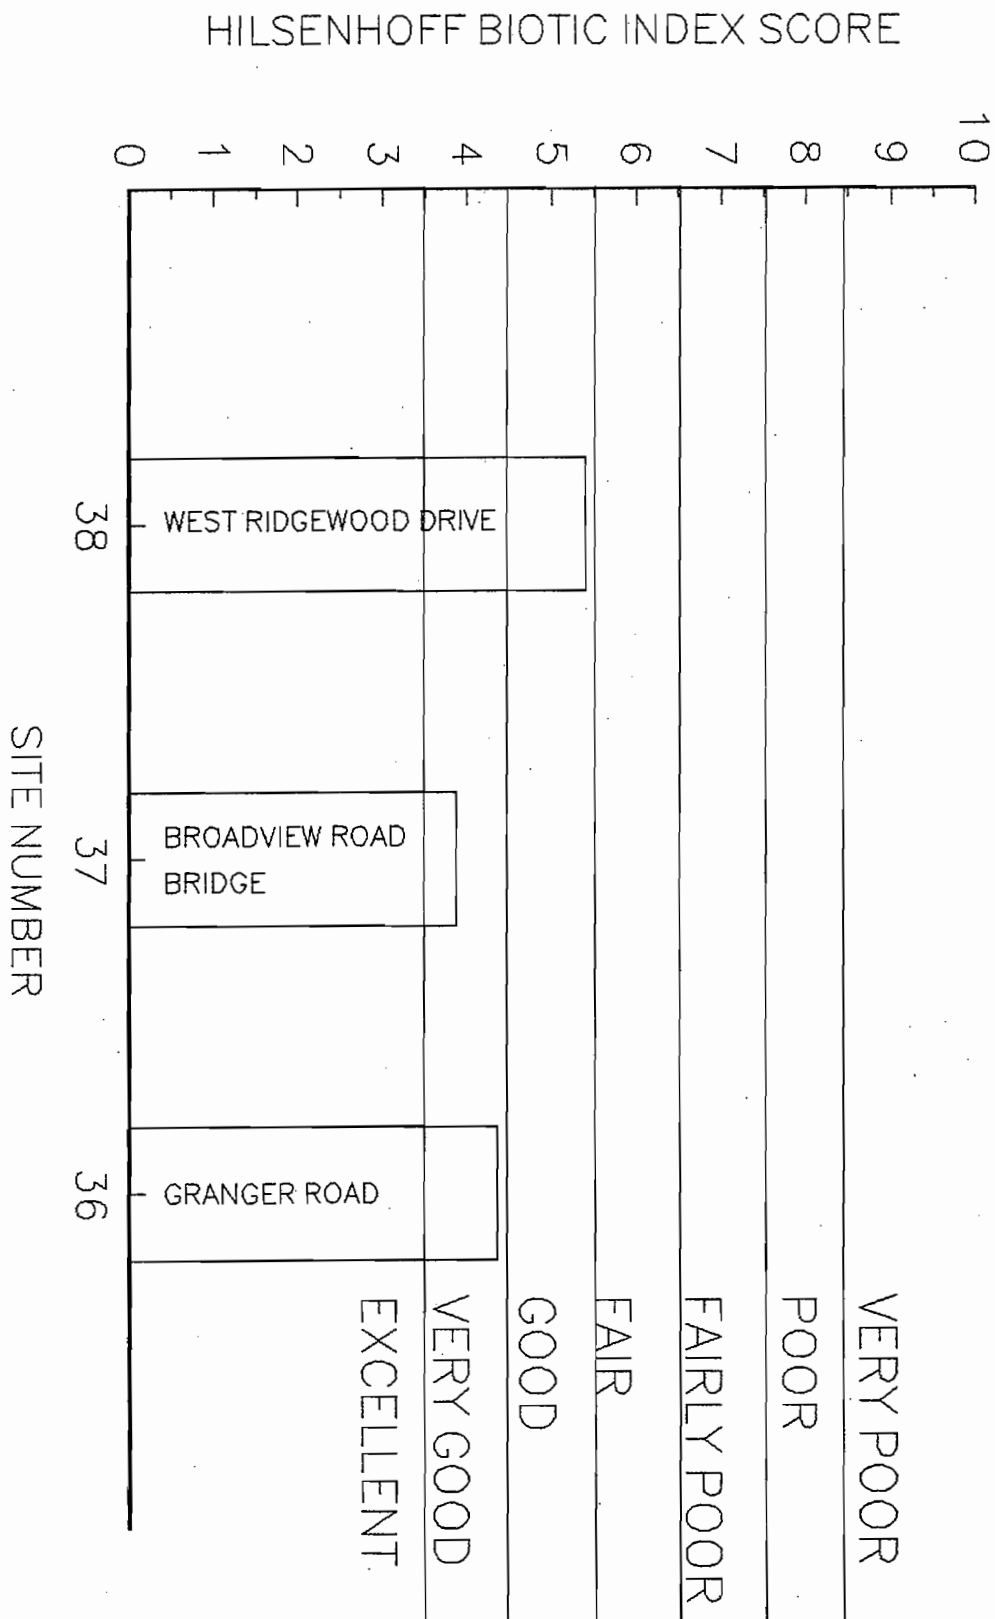 HILSENHOFF BIOTIC INDEX SCORE
10
9
8
7
6
5
4
3
2
1
0
VERY POOR
POOR
FAIRLY POOR
FAIR
GOOD
VERY GOOD
EXCELLENT
WEST RIDGEWOOD DRIVE
BROADVIEW ROAD
BRIDGE
GRANGER ROAD
38
37
36
SITE NUMBER